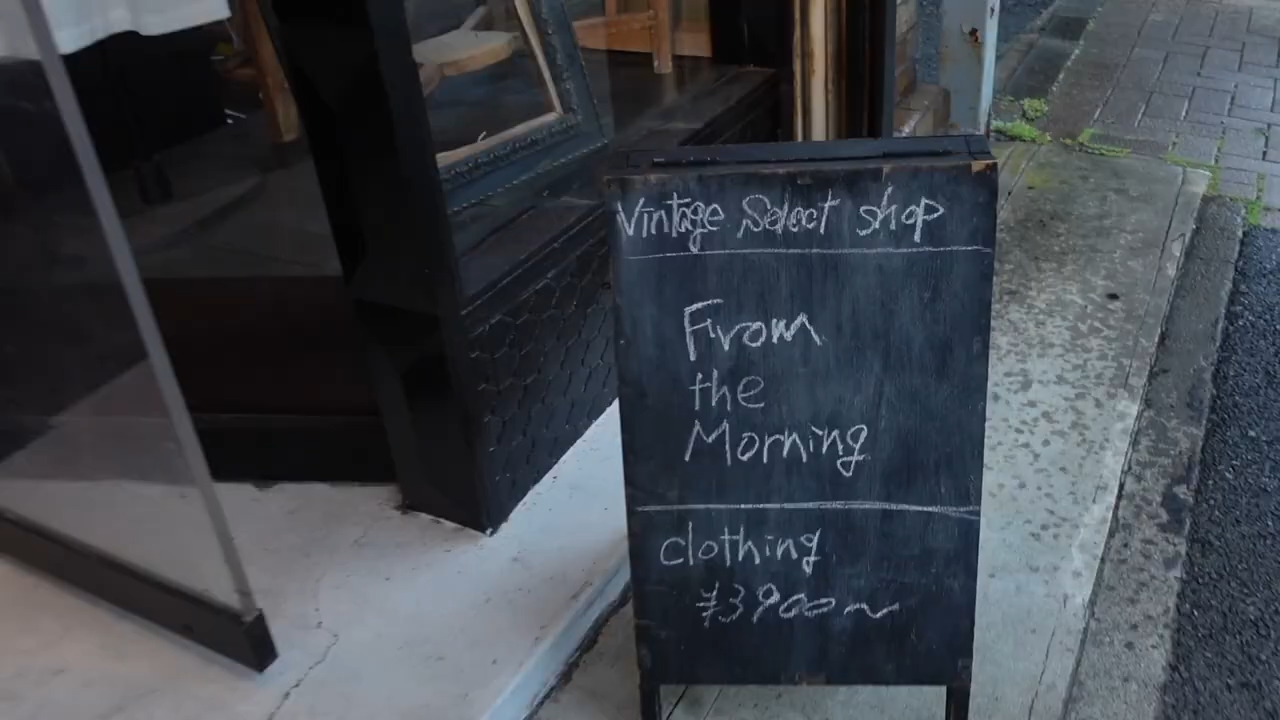 Vintage Select shop
From
the
Morning
clothing
¥3900~